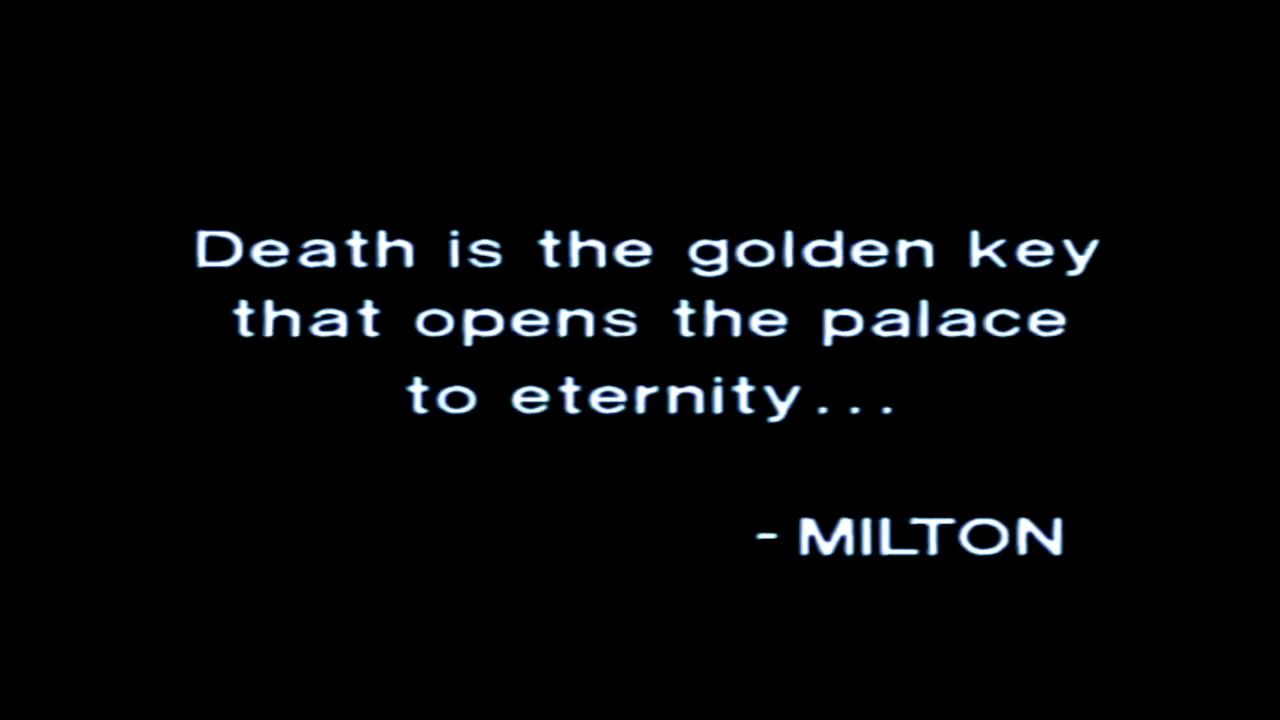 Death is the golden key
that opens the palace
to eternity...
- MILTON